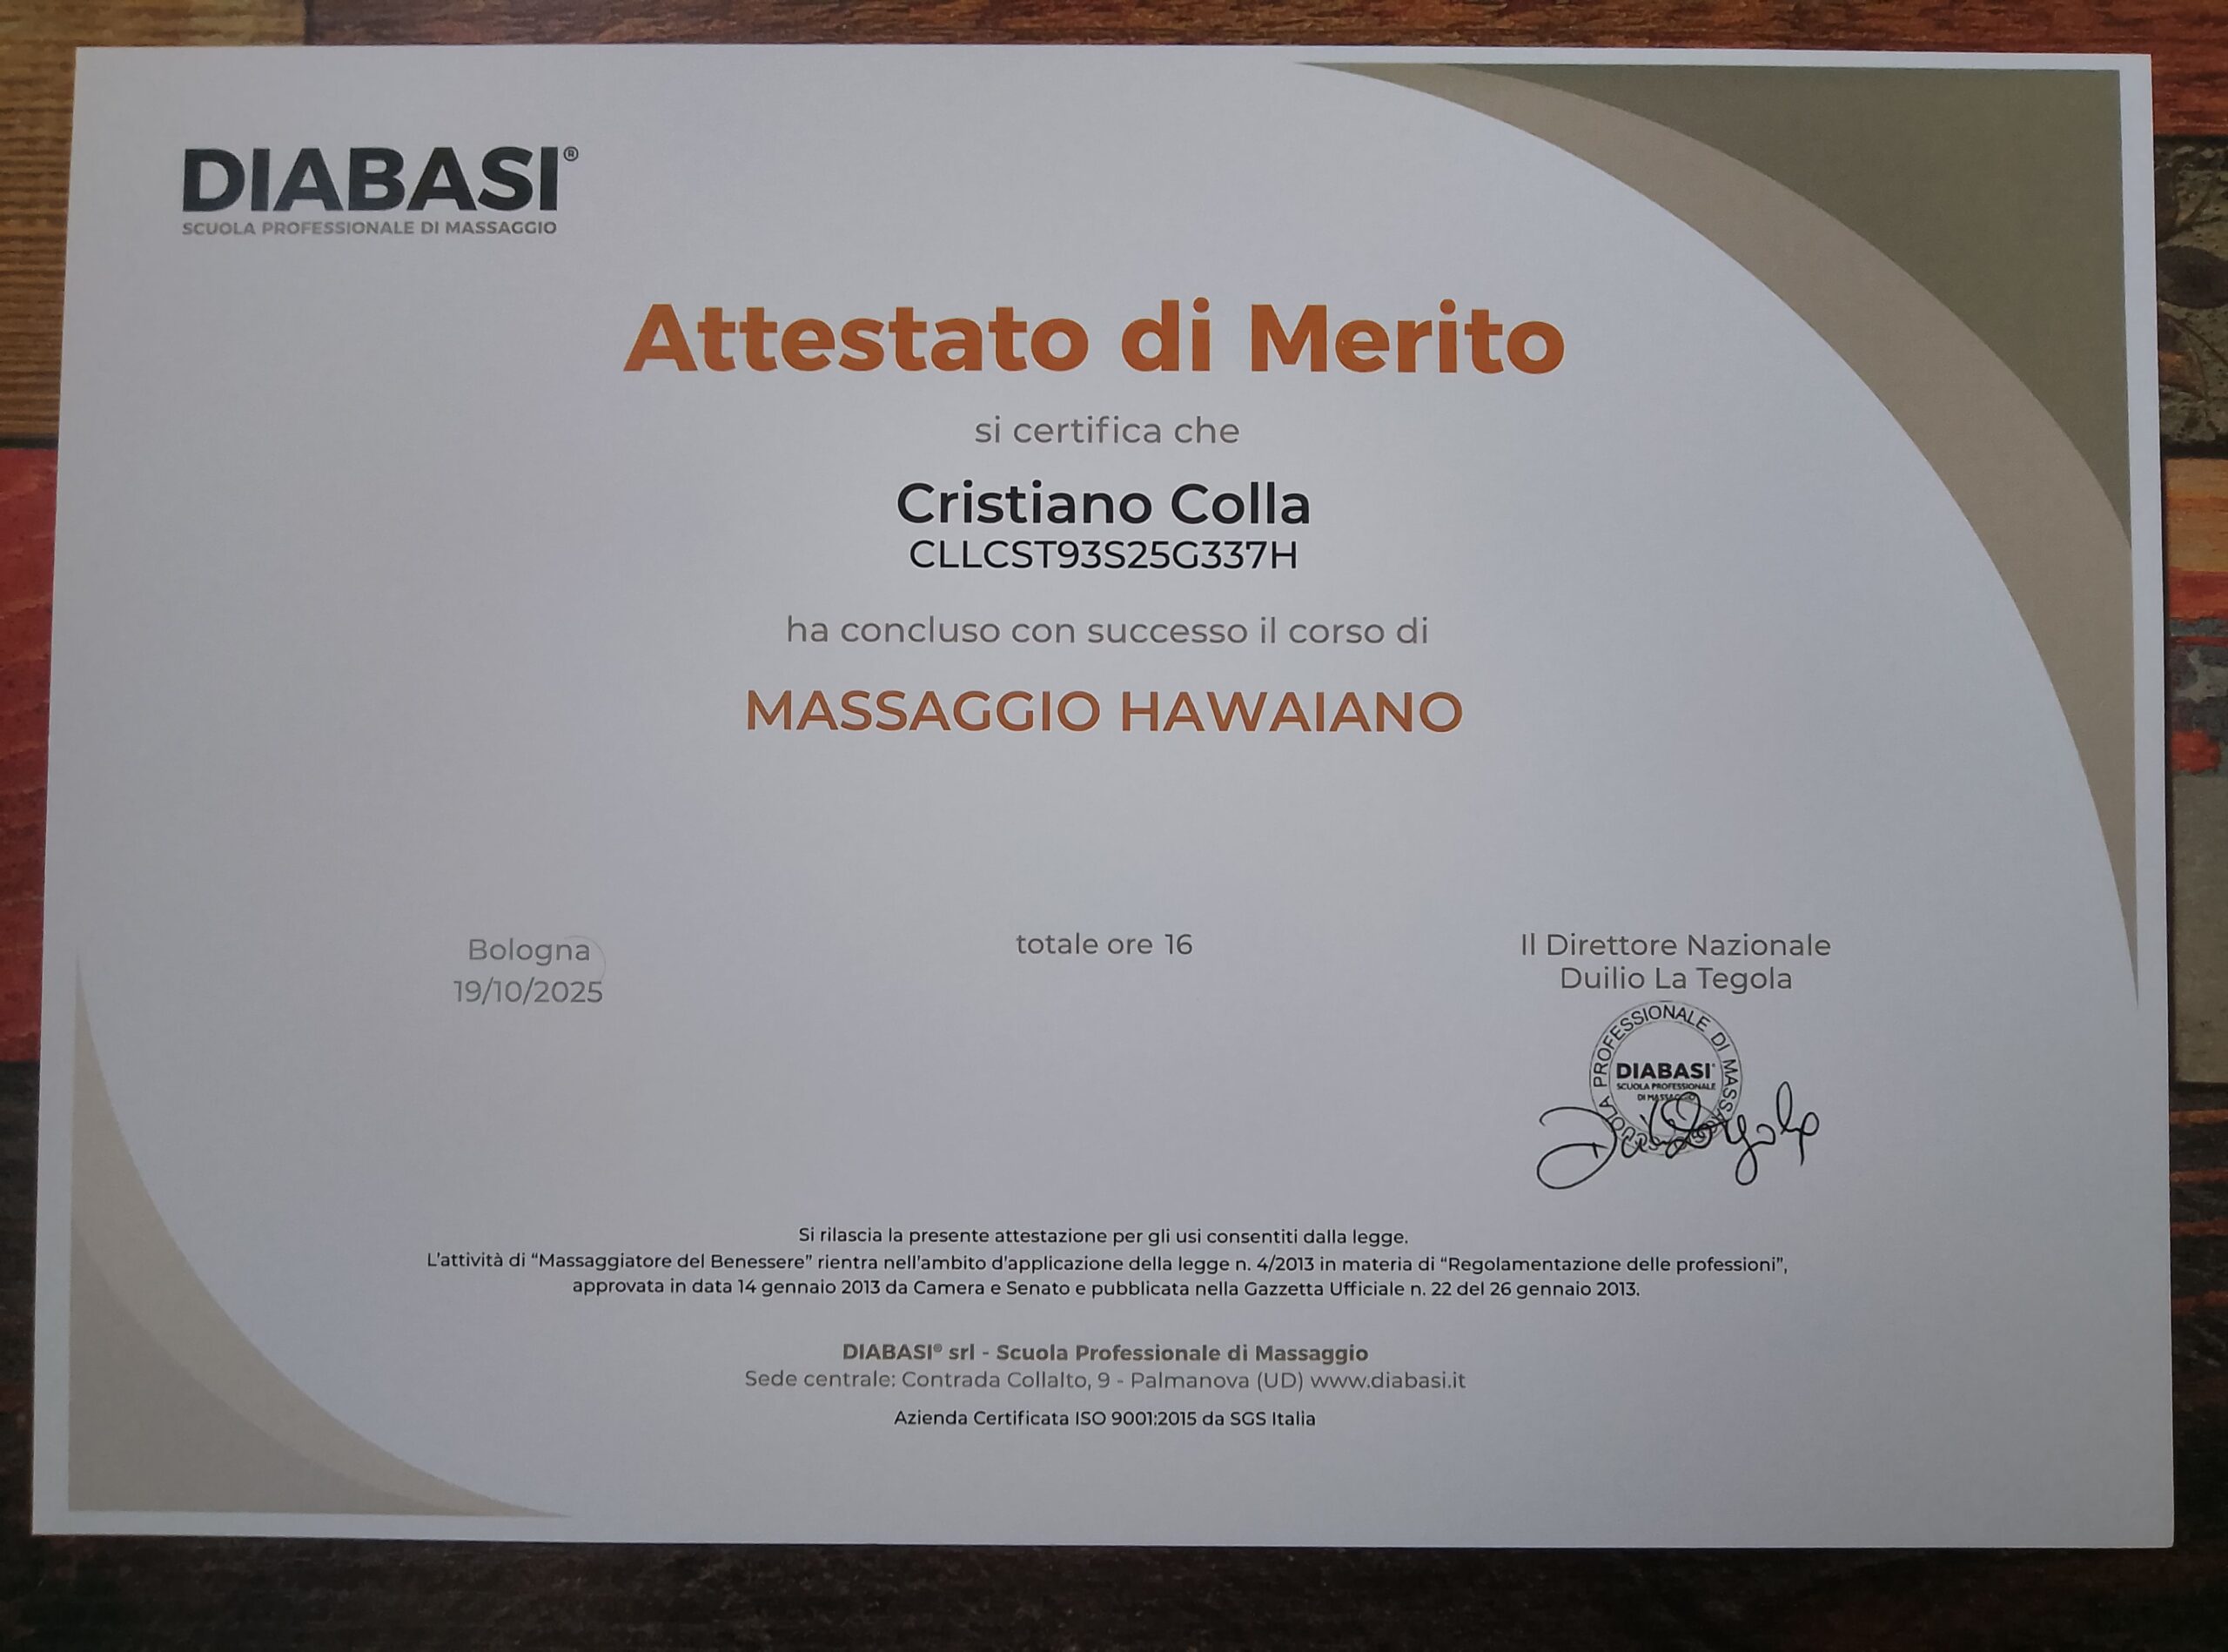 DIABASI®
SCUOLA PROFESSIONALE DI MASSAGGIO
Attestato di Merito
si certifica che
Cristiano Colla
CLLCST93S25G337H
ha concluso con successo il corso di
MASSAGGIO HAWAIANO
Bologna
19/10/2025
totale ore 16
Il Direttore Nazionale
Duilio La Tegola
SCUOLA PROFESSIONALE DI MASSAGGIO
DIABASI®
SCUOLA PROFESSIONALE
DI MASSAGGIO
Si rilascia la presente attestazione per gli usi consentiti dalla legge.
L'attività di “Massaggiatore del Benessere” rientra nell'ambito d'applicazione della legge n. 4/2013 in materia di “Regolamentazione delle professioni”,
approvata in data 14 gennaio 2013 da Camera e Senato e pubblicata nella Gazzetta Ufficiale n. 22 del 26 gennaio 2013.
DIABASI® srl - Scuola Professionale di Massaggio
Sede centrale: Contrada Collalto, 9 - Palmanova (UD) www.diabasi.it
Azienda Certificata ISO 9001:2015 da SGS Italia